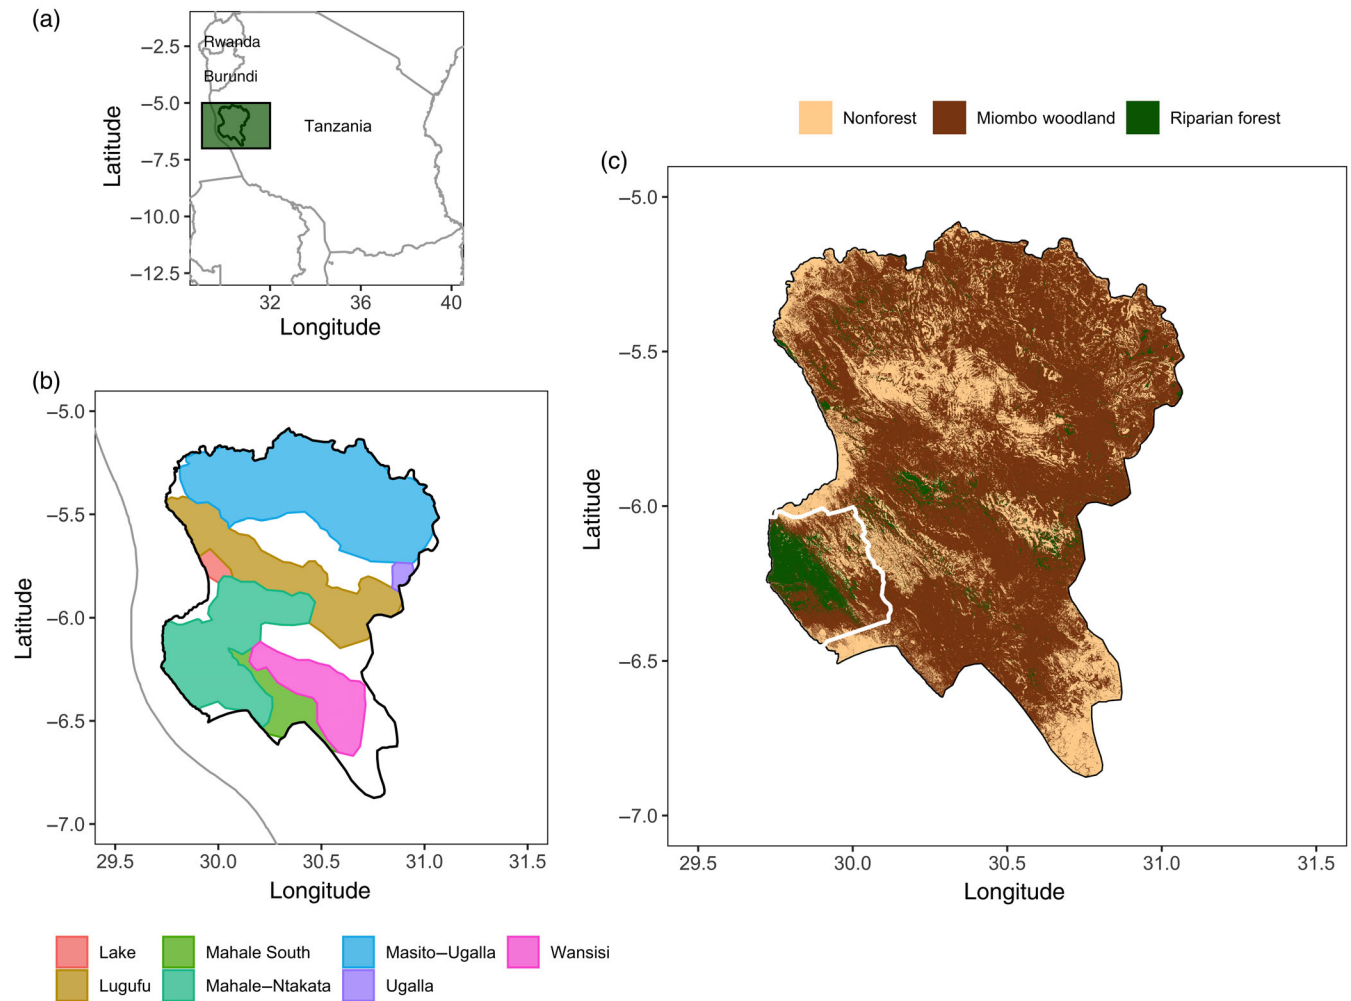 (a)
Rwanda
Burundi
Tanzania
−2.5
−5.0
−7.5
−10.0
−12.5
Latitude
32 36 40
Longitude
(b)
−5.0
−5.5
−6.0
−6.5
−7.0
Latitude
29.5 30.0 30.5 31.0 31.5
Longitude
Lake Mahale South Masito−Ugalla Wansisi
Lugufu Mahale−Ntakata Ugalla
Nonforest Miombo woodland Riparian forest
(c)
−5.0
−5.5
−6.0
−6.5
−7.0
Latitude
29.5 30.0 30.5 31.0 31.5
Longitude